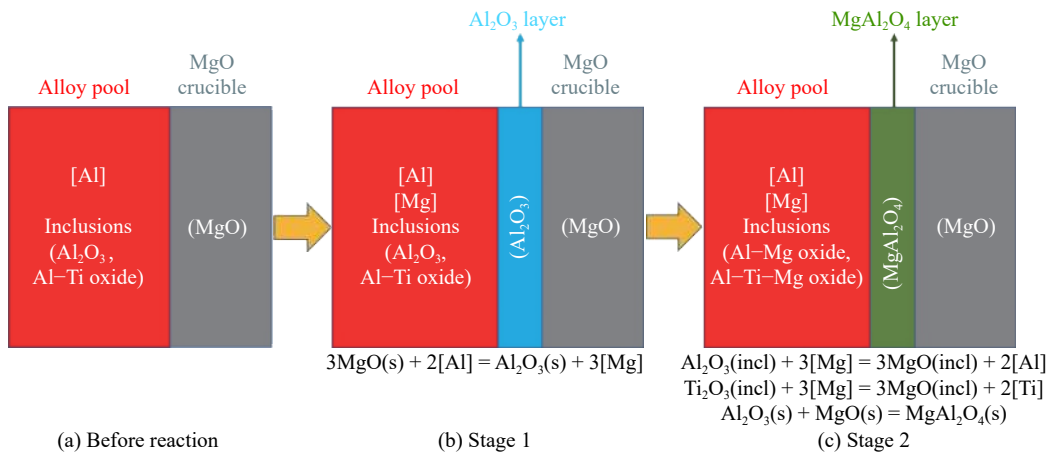 Al₂O₃ layer
MgAl₂O₄ layer
Alloy pool
MgO
crucible
[Al]
Inclusions
(Al₂O₃ ,
Al−Ti oxide)
(MgO)
(a) Before reaction
Alloy pool
MgO
crucible
[Al]
[Mg]
Inclusions
(Al₂O₃,
Al−Ti oxide)
(Al₂O₃)
(MgO)
3MgO(s) + 2[Al] = Al₂O₃(s) + 3[Mg]
(b) Stage 1
Alloy pool
MgO
crucible
[Al]
[Mg]
Inclusions
(Al−Mg oxide,
Al−Ti−Mg oxide)
(MgAl₂O₄)
(MgO)
Al₂O₃(incl) + 3[Mg] = 3MgO(incl) + 2[Al]
Ti₂O₃(incl) + 3[Mg] = 3MgO(incl) + 2[Ti]
Al₂O₃(s) + MgO(s) = MgAl₂O₄(s)
(c) Stage 2